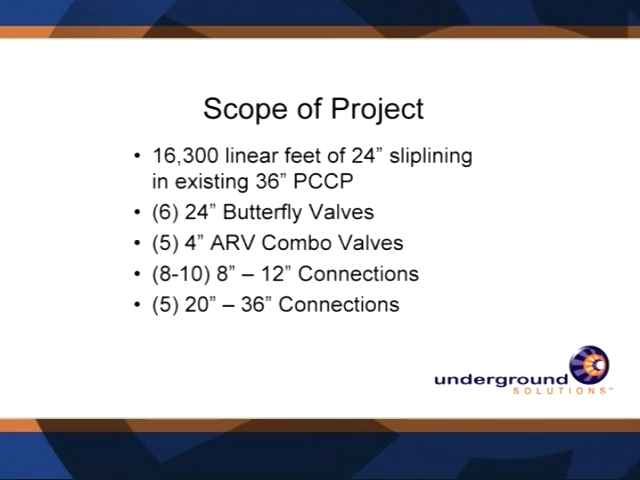 Scope of Project
• 16,300 linear feet of 24” sliplining
in existing 36” PCCP
• (6) 24” Butterfly Valves
• (5) 4” ARV Combo Valves
• (8-10) 8” – 12” Connections
• (5) 20” – 36” Connections
underground
SOLUTIONS™